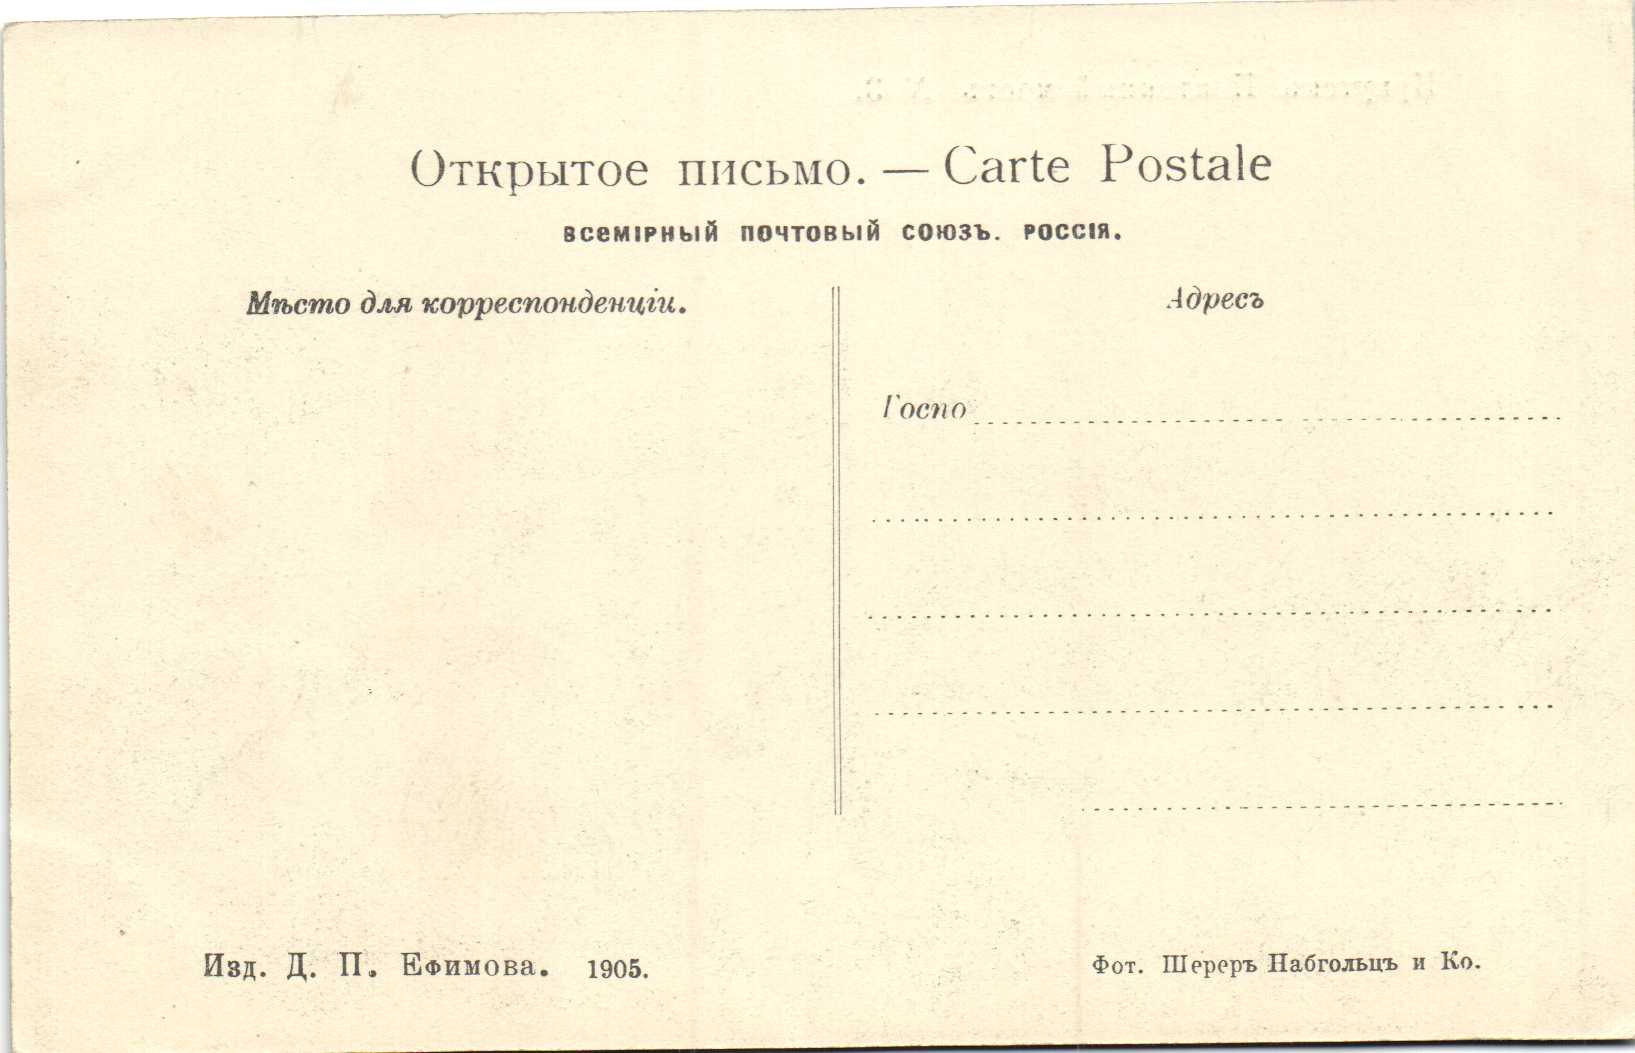 Открытое письмо. — Carte Postale
ВСЕМІРНЫЙ ПОЧТОВЫЙ СОЮЗЪ. РОССІЯ.
Мѣсто для корреспонденціи.
Адресъ
Госпо
Изд. Д. П. Ефимова. 1905.
Фот. Шереръ Набгольцъ и Ко.